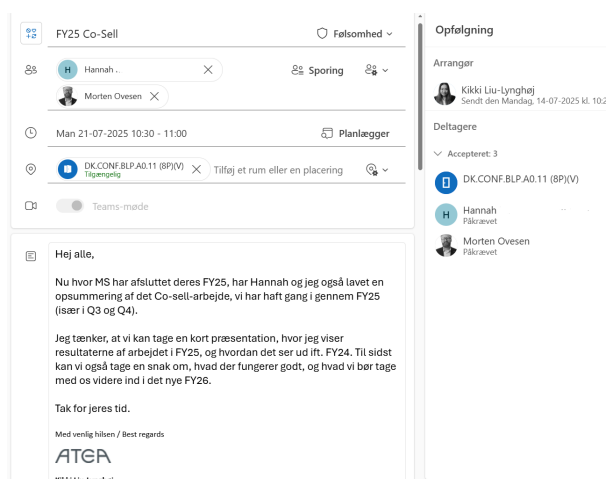 FY25 Co-Sell
Følsomhed
H Hannah
Sporing
Morten Ovesen
Man 21-07-2025 10:30 - 11:00
Planlægger
DK.CONF.BLP.A0.11 (8P)(V)
Tilgængelig
Tilføj et rum eller en placering
Teams-møde
Hej alle,
Nu hvor MS har afsluttet deres FY25, har Hannah og jeg også lavet en
opsummering af det Co-sell-arbejde, vi har haft gang i gennem FY25
(især i Q3 og Q4).
Jeg tænker, at vi kan tage en kort præsentation, hvor jeg viser
resultaterne af arbejdet i FY25, og hvordan det ser ud ift. FY24. Til sidst
kan vi også tage en snak om, hvad der fungerer godt, og hvad vi bør tage
med os videre ind i det nye FY26.
Tak for jeres tid.
Med venlig hilsen / Best regards
ATEA
Opfølgning
Arrangør
Kikki Liu-Lynghøj
Sendt den Mandag, 14-07-2025 kl. 10:2
Deltagere
Accepteret: 3
DK.CONF.BLP.A0.11 (8P)(V)
H Hannah
Påkrævet
Morten Ovesen
Påkrævet